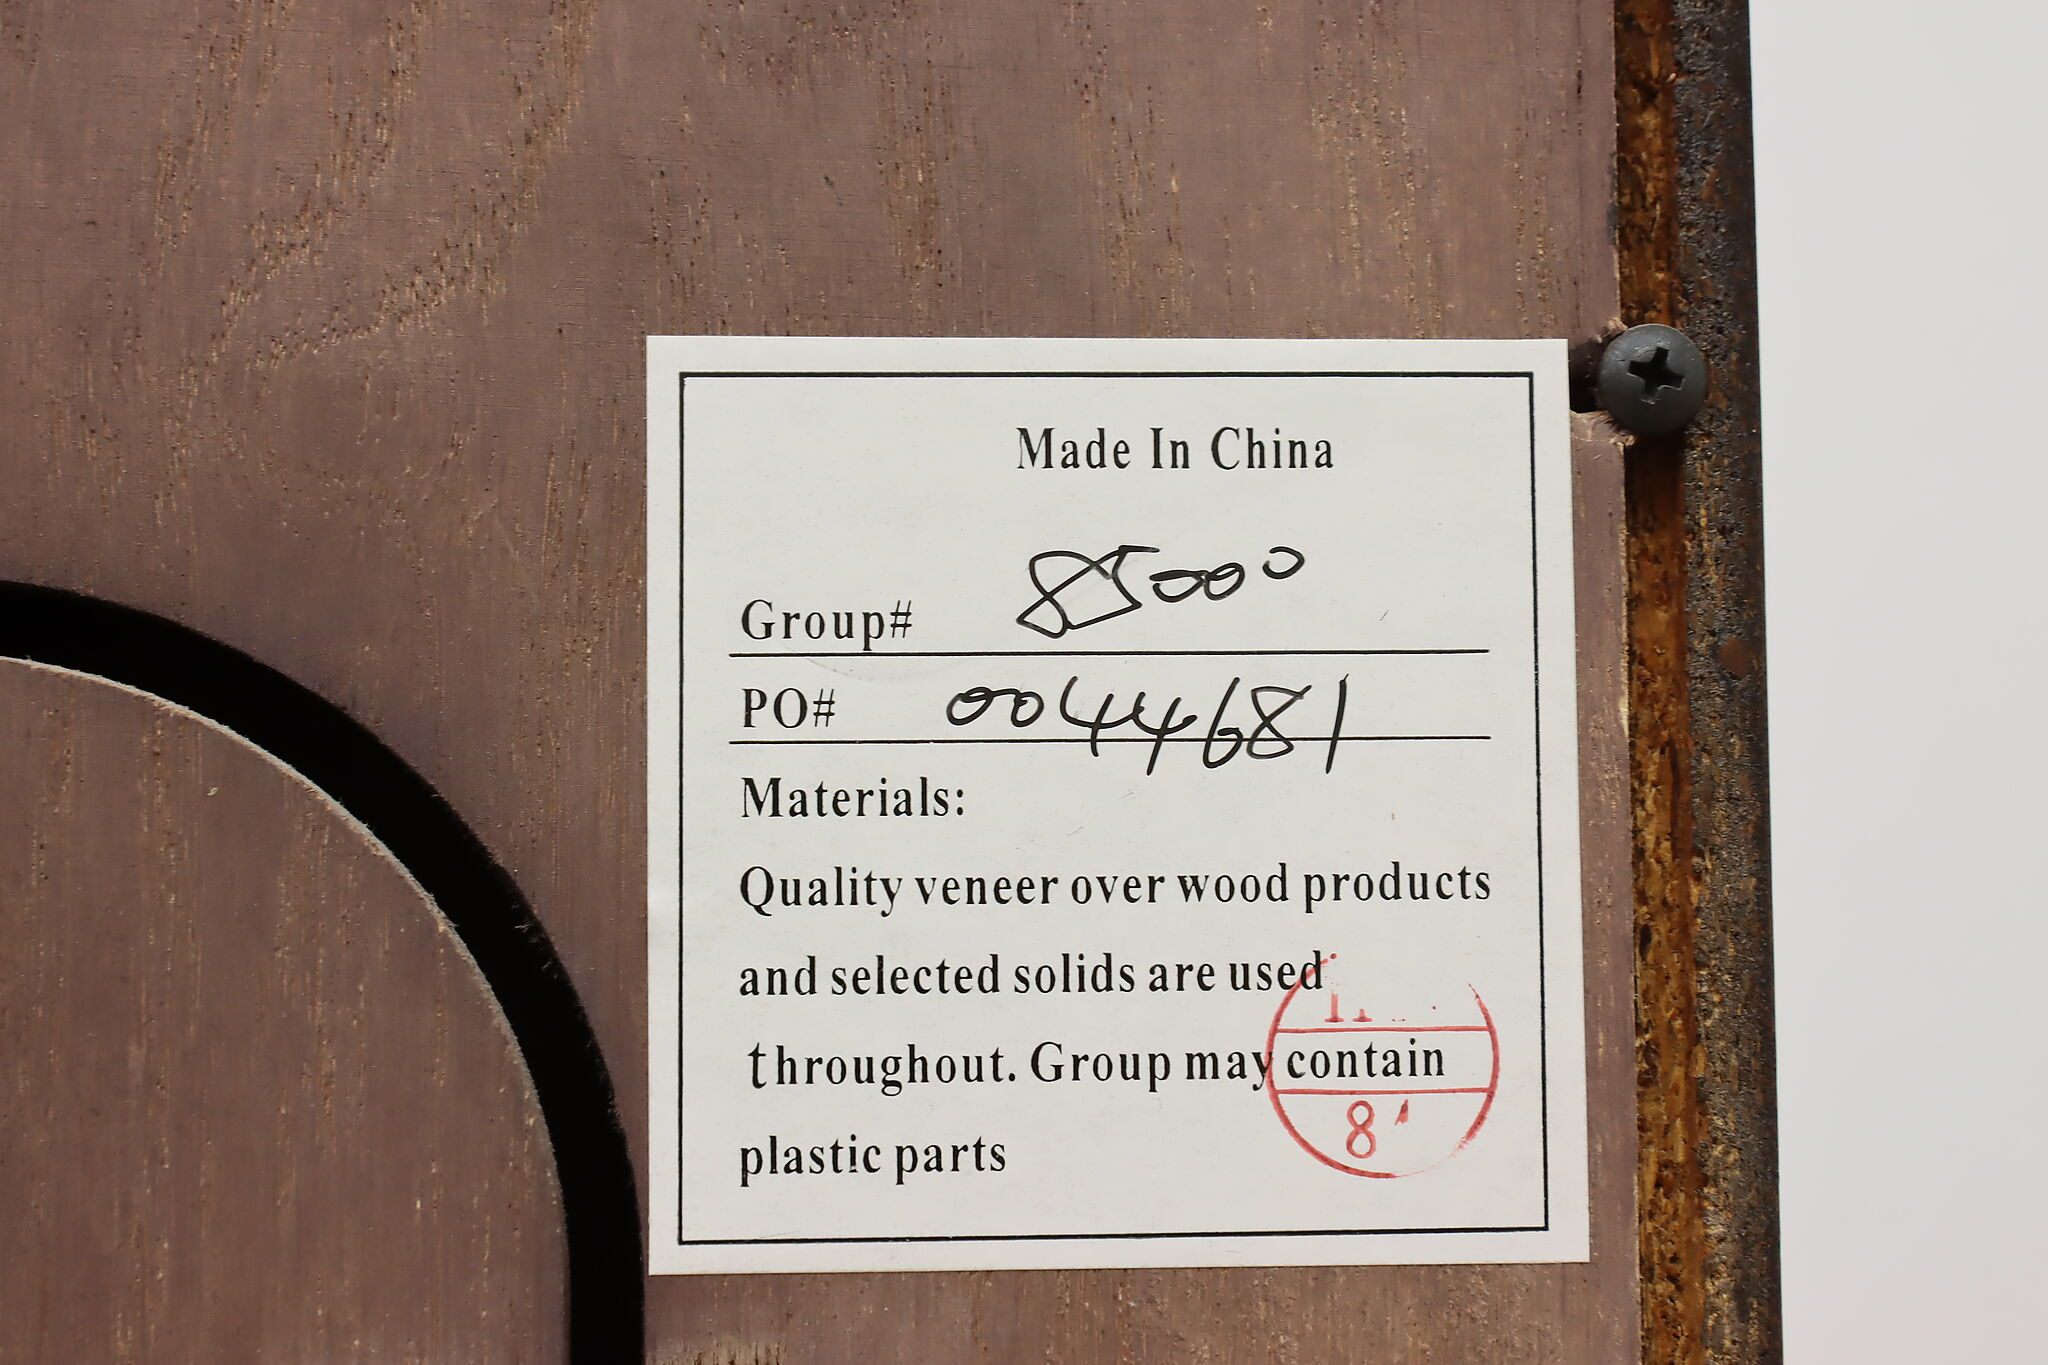 Made In China
Group# 85000
PO# 0044681
Materials:
Quality veneer over wood products
and selected solids are used
throughout. Group may contain
plastic parts
8